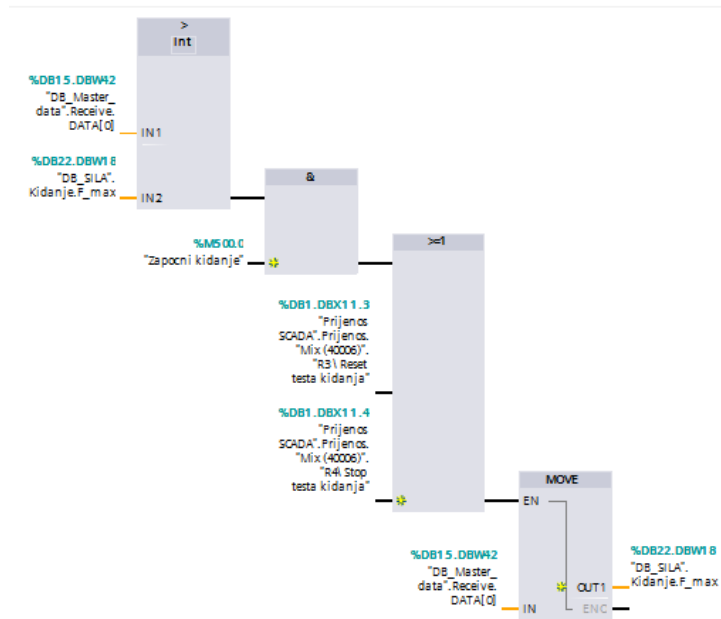 >
Int
%DB15.DBW42
"DB_Master_
data".Receive.
DATA[0]
IN1
%DB22.DBW18
"DB_SILA".
Kidanje.F_max
IN2
&
%M500.0
"Zapocni kidanje"
>=1
%DB1.DBX11.3
"Prijenos
SCADA".Prijenos.
"Mix (40006)".
"R3\ Reset
testa kidanja"
%DB1.DBX11.4
"Prijenos
SCADA".Prijenos.
"Mix (40006)".
"R4\ Stop
testa kidanja"
MOVE
EN
%DB15.DBW42
"DB_Master_
data".Receive.
DATA[0]
IN
%DB22.DBW18
"DB_SILA".
Kidanje.F_max
OUT1
ENC